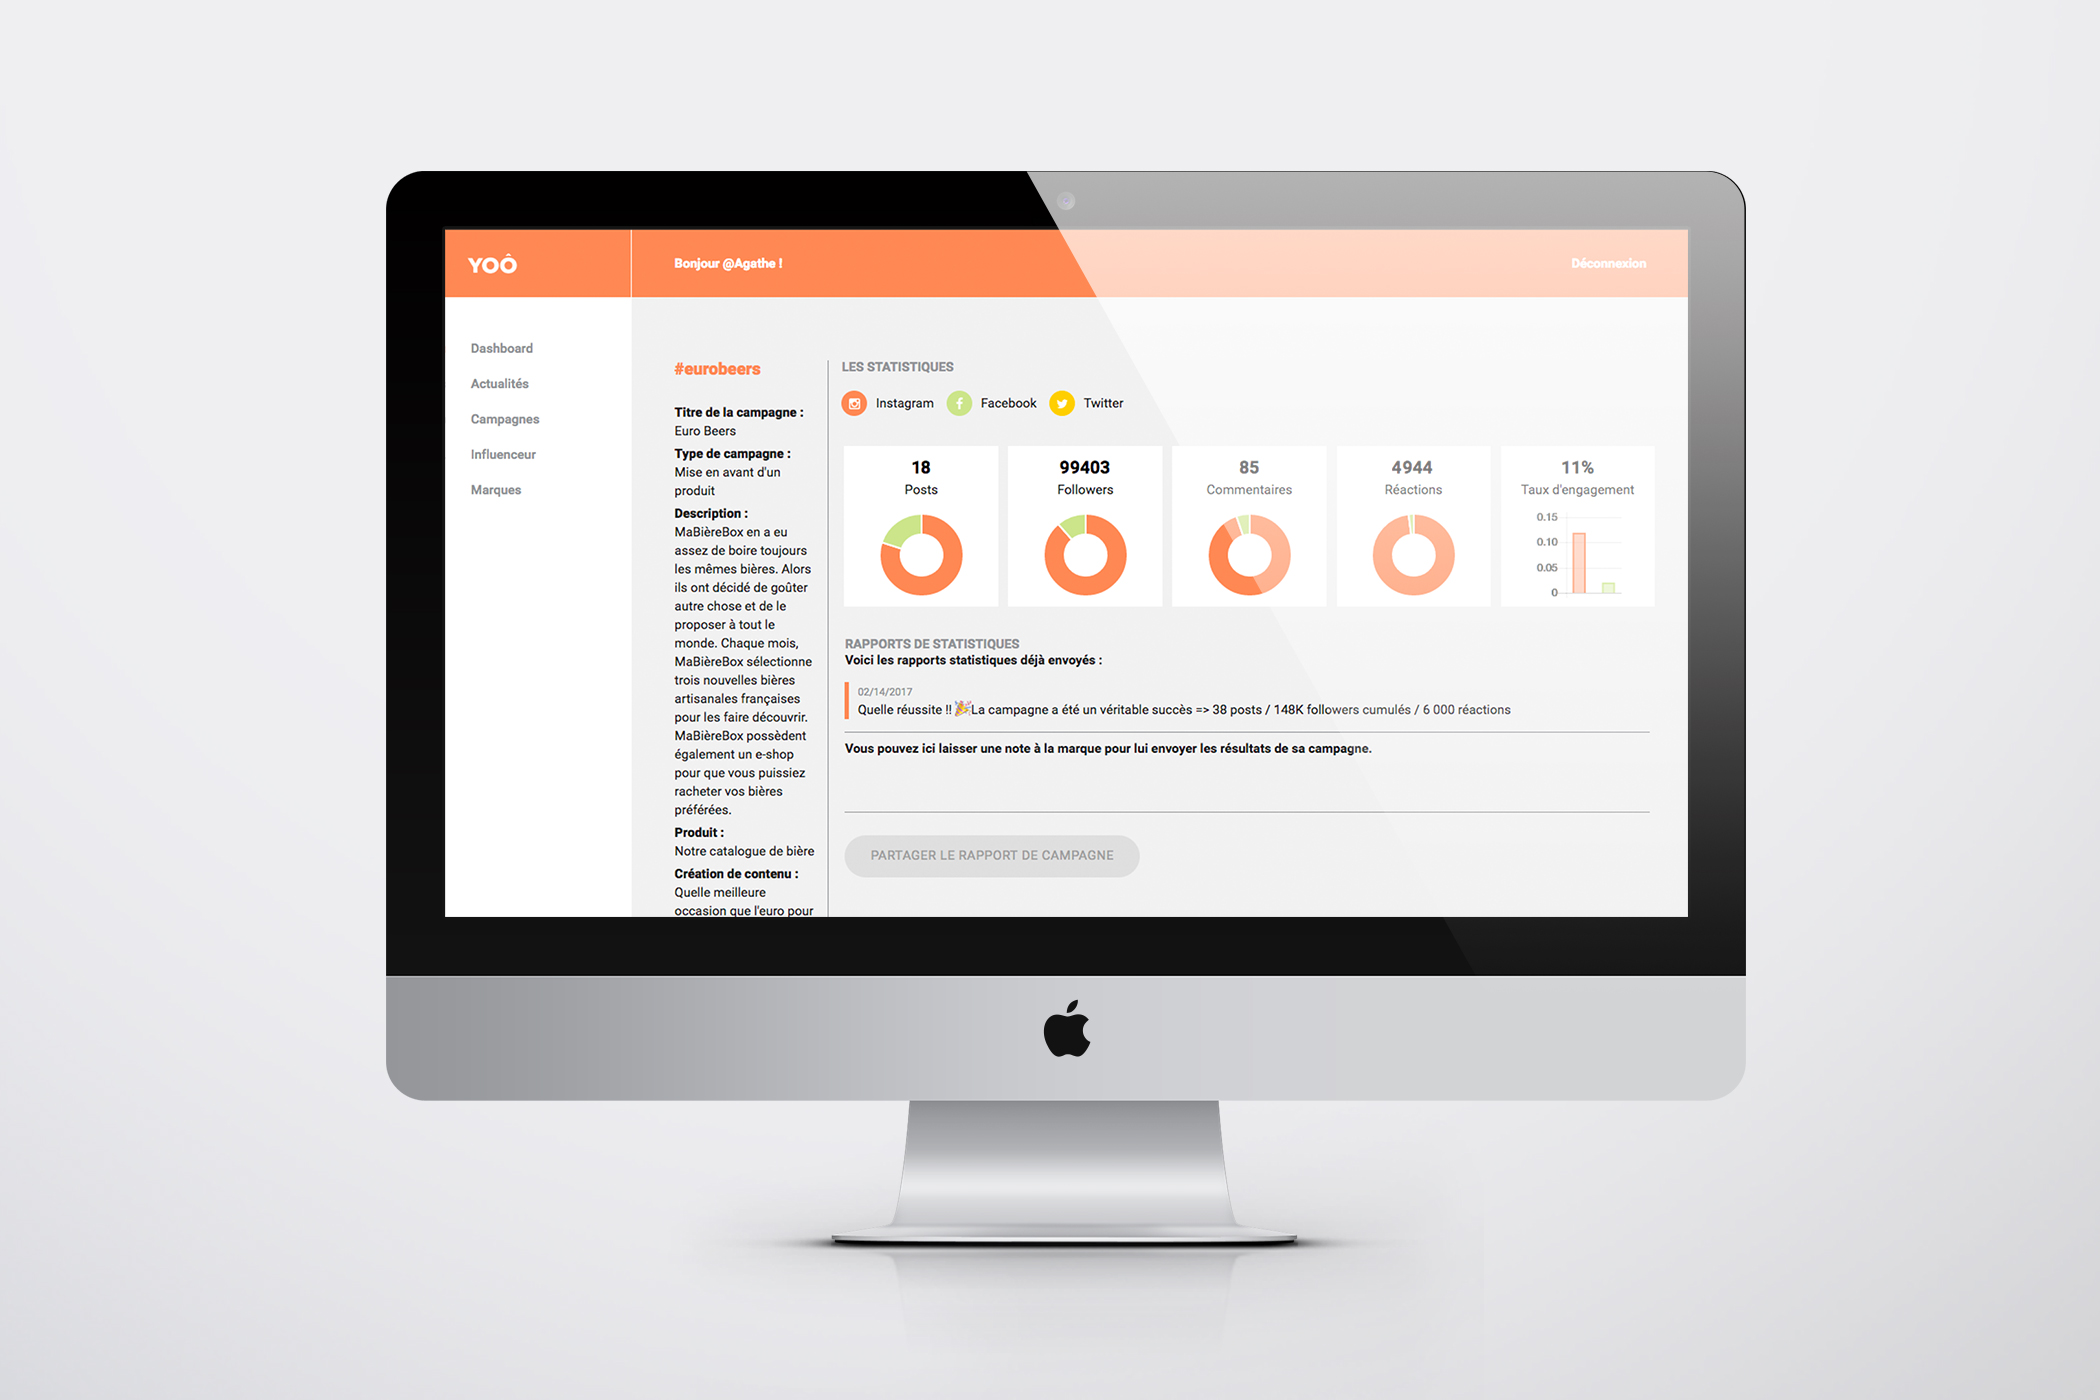 YOÔ
Bonjour @Agathe !
Déconnexion
Dashboard
Actualités
Campagnes
Influenceur
Marques
#eurobeers
Titre de la campagne :
Euro Beers
Type de campagne :
Mise en avant d'un
produit
Description :
MaBièreBox en a eu
assez de boire toujours
les mêmes bières. Alors
ils ont décidé de goûter
autre chose et de le
proposer à tout le
monde. Chaque mois,
MaBièreBox sélectionne
trois nouvelles bières
artisanales françaises
pour les faire découvrir.
MaBièreBox possèdent
également un e-shop
pour que vous puissiez
racheter vos bières
préférées.
Produit :
Notre catalogue de bière
Création de contenu :
Quelle meilleure
occasion que l'euro pour
LES STATISTIQUES
Instagram
Facebook
Twitter
18
Posts
99403
Followers
85
Commentaires
4944
Réactions
11%
Taux d'engagement
0.15
0.10
0.05
0
RAPPORTS DE STATISTIQUES
Voici les rapports statistiques déjà envoyés :
02/14/2017
Quelle réussite !! 🎉La campagne a été un véritable succès => 38 posts / 148K followers cumulés / 6 000 réactions
Vous pouvez ici laisser une note à la marque pour lui envoyer les résultats de sa campagne.
PARTAGER LE RAPPORT DE CAMPAGNE